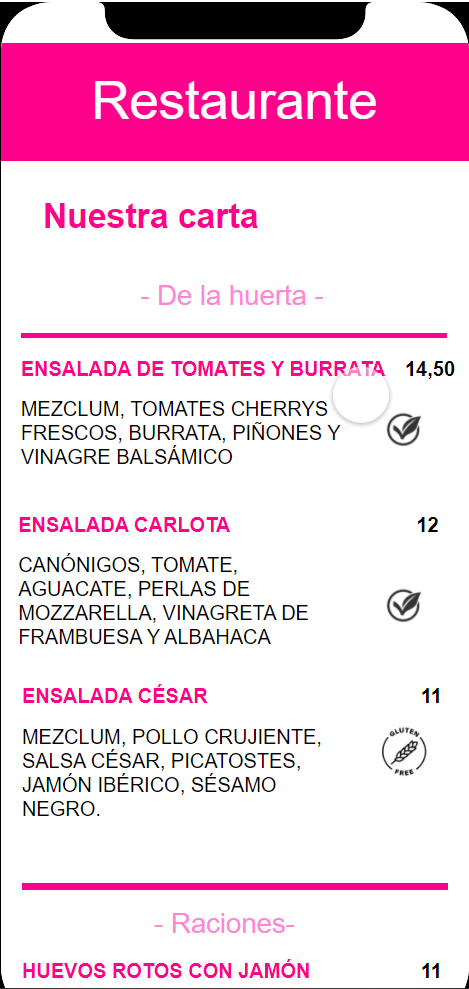 Restaurante
Nuestra carta
- De la huerta -
ENSALADA DE TOMATES Y BURRATA 14,50
MEZCLUM, TOMATES CHERRYS
FRESCOS, BURRATA, PIÑONES Y
VINAGRE BALSÁMICO
ENSALADA CARLOTA 12
CANÓNIGOS, TOMATE,
AGUACATE, PERLAS DE
MOZZARELLA, VINAGRETA DE
FRAMBUESA Y ALBAHACA
ENSALADA CÉSAR 11
MEZCLUM, POLLO CRUJIENTE,
SALSA CÉSAR, PICATOSTES,
JAMÓN IBÉRICO, SÉSAMO
NEGRO.
GLUTEN
FREE
- Raciones-
HUEVOS ROTOS CON JAMÓN 11